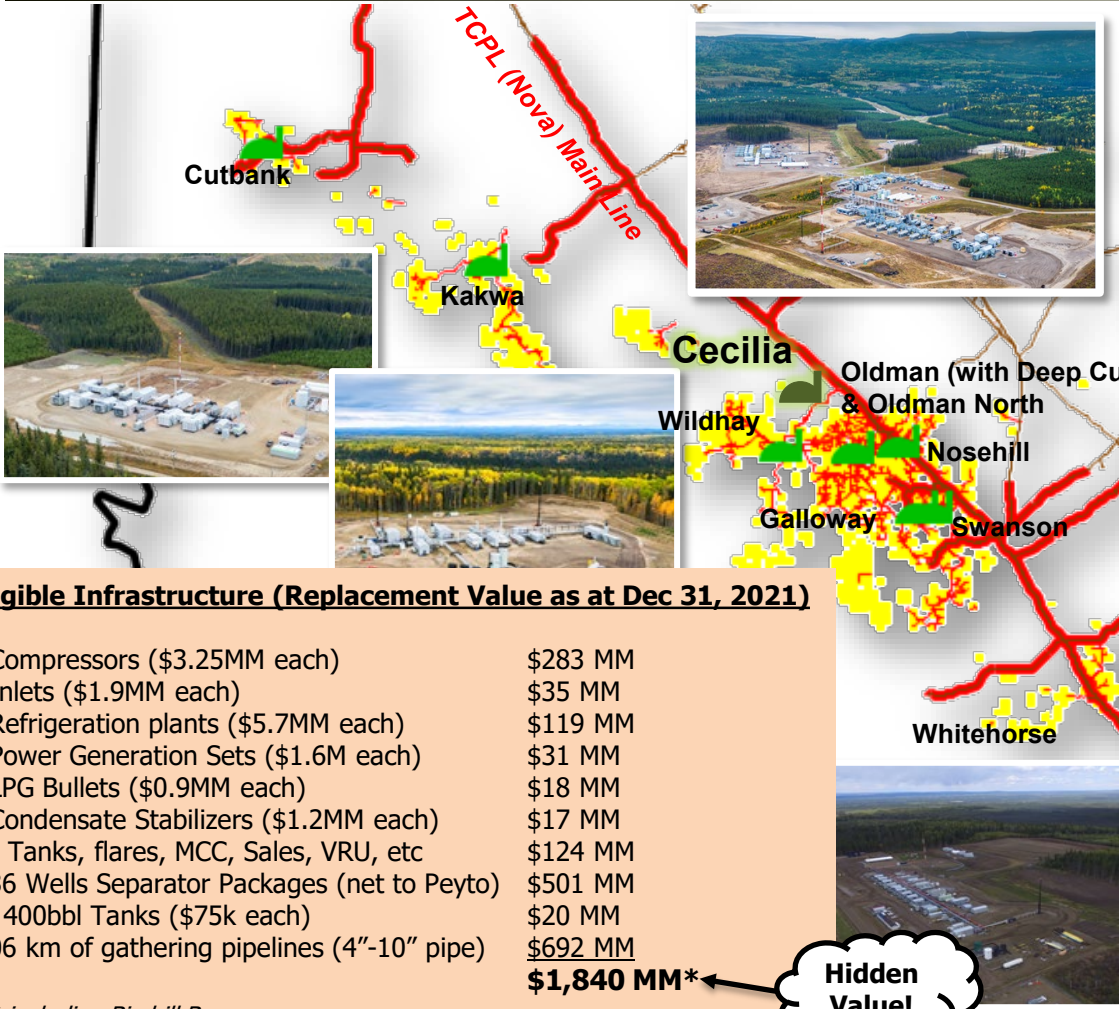 TCPL (Nova) Main Line
Cutbank
Kakwa
Cecilia
Oldman (with Deep Cu
& Oldman North
Wildhay
Nosehill
Galloway
Swanson
Whitehorse
gible Infrastructure (Replacement Value as at Dec 31, 2021)
Compressors ($3.25MM each) $283 MM
nlets ($1.9MM each) $35 MM
Refrigeration plants ($5.7MM each) $119 MM
Power Generation Sets ($1.6M each) $31 MM
LPG Bullets ($0.9MM each) $18 MM
Condensate Stabilizers ($1.2MM each) $17 MM
Tanks, flares, MCC, Sales, VRU, etc $124 MM
36 Wells Separator Packages (net to Peyto) $501 MM
400bbl Tanks ($75k each) $20 MM
06 km of gathering pipelines (4”-10” pipe) $692 MM
$1,840 MM*
Hidden
Value!